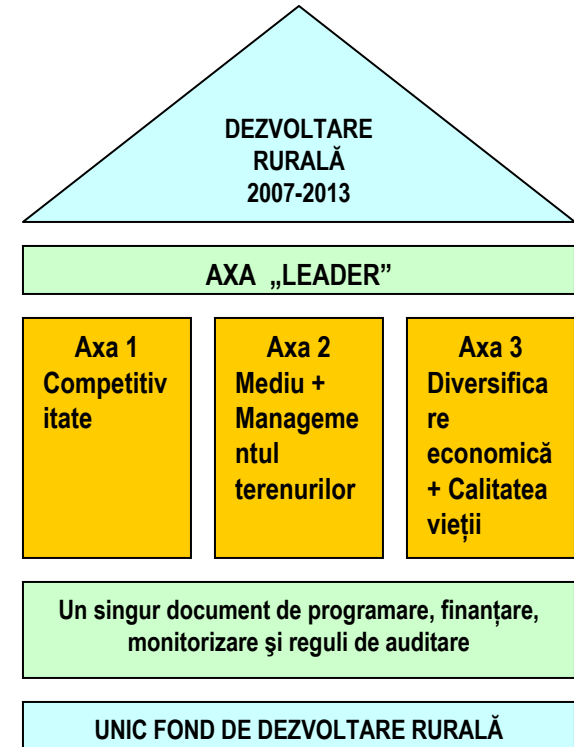 DEZVOLTARE
RURALĂ
2007-2013
AXA „LEADER”
Axa 1
Competitiv
itate
Axa 2
Mediu +
Manageme
ntul
terenurilor
Axa 3
Diversifica
re
economică
+ Calitatea
vieții
Un singur document de programare, finanțare,
monitorizare şi reguli de auditare
UNIC FOND DE DEZVOLTARE RURALĂ